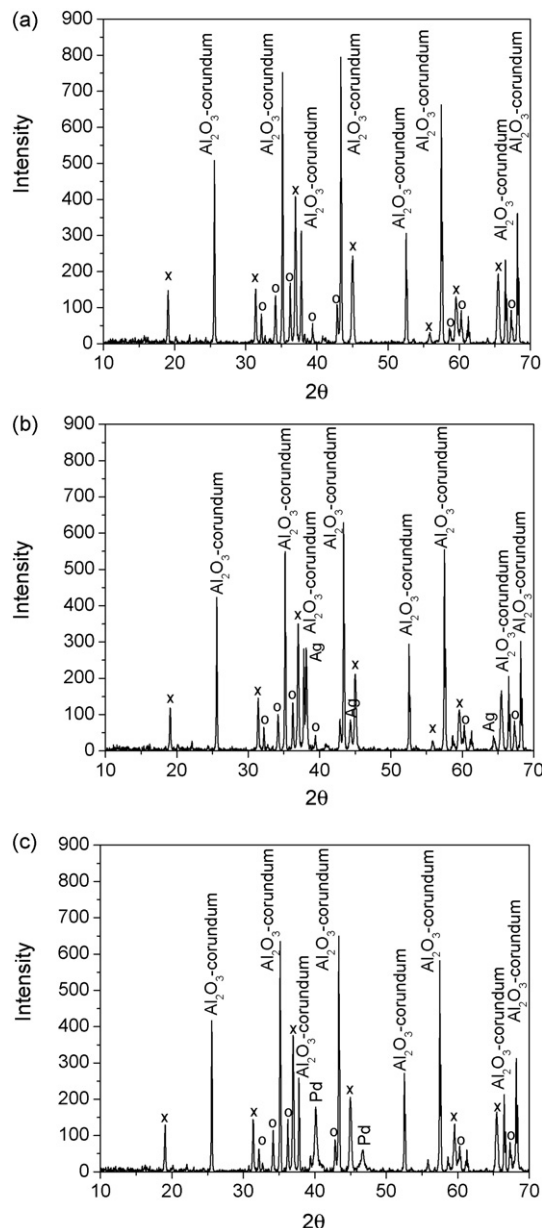 (a)
900
800
700
600
500
400
300
200
100
0
Intensity
Al₂O₃-corundum
Al₂O₃-corundum
Al₂O₃-corundum
Al₂O₃-corundum
Al₂O₃-corundum
Al₂O₃-corundum
Al₂O₃-corundum
x
x
o
o
o
x
o
o
x
x
o
x
o
x
o
10 20 30 40 50 60 70
2θ
(b)
900
800
700
600
500
400
300
200
100
0
Intensity
Al₂O₃-corundum
Al₂O₃-corundum
Al₂O₃-corundum
Al₂O₃-corundum
Al₂O₃-corundum
Al₂O₃-corundum
Al₂O₃-corundum
Al₂O₃-corundum
x
x
o
o
o
x
Ag
o
Ag
x
x
x
o
Ag
o
10 20 30 40 50 60 70
2θ
(c)
900
800
700
600
500
400
300
200
100
0
Intensity
Al₂O₃-corundum
Al₂O₃-corundum
Al₂O₃-corundum
Al₂O₃-corundum
Al₂O₃-corundum
Al₂O₃-corundum
Al₂O₃-corundum
Al₂O₃-corundum
x
x
o
o
o
x
Pd
o
x
Pd
x
o
x
o
10 20 30 40 50 60 70
2θ